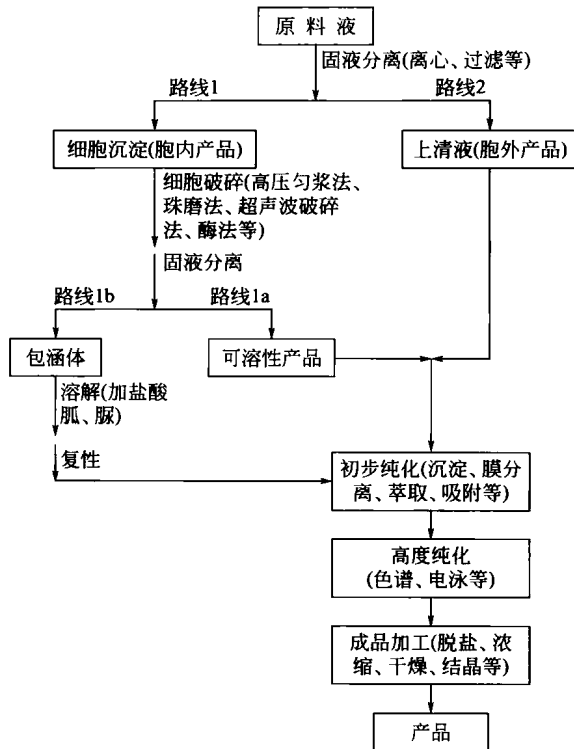 原料液
固液分离(离心、过滤等)
路线1
路线2
细胞沉淀(胞内产品)
上清液(胞外产品)
细胞破碎(高压匀浆法、
珠磨法、超声波破碎
法、酶法等)
固液分离
路线1b
路线1a
包涵体
可溶性产品
溶解(加盐酸
胍、脲)
复性
初步纯化(沉淀、膜分
离、萃取、吸附等)
高度纯化
(色谱、电泳等)
成品加工(脱盐、浓
缩、干燥、结晶等)
产品